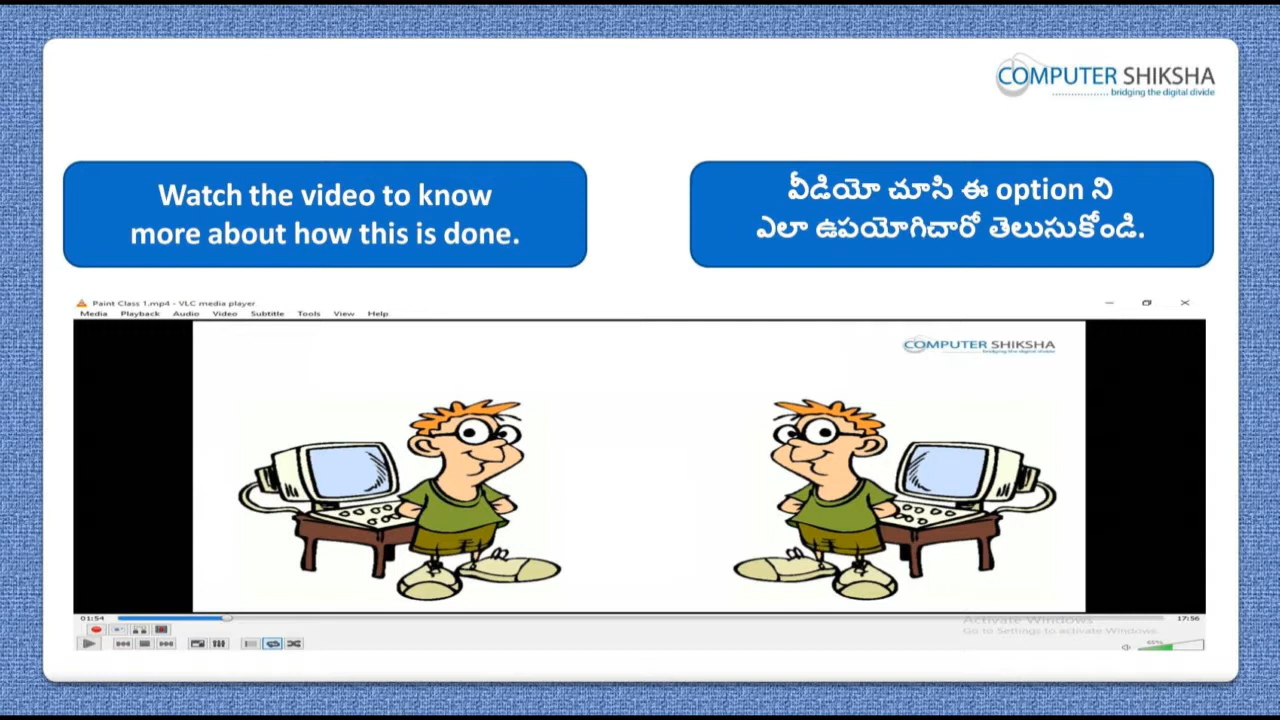 COMPUTER SHIKSHA
.................. bridging the digital divide
Watch the video to know
more about how this is done.
వీడియో చూసి ఈ option ని
ఎలా ఉపయోగిచారో తెలుసుకోండి.
Paint Class 1.mp4 - VLC media player
Media Playback Audio Video Subtitle Tools View Help
COMPUTER SHIKSHA
bridging the digital divide
01:54
17:56
Activate Windows
Go to Settings to activate Windows.
65%